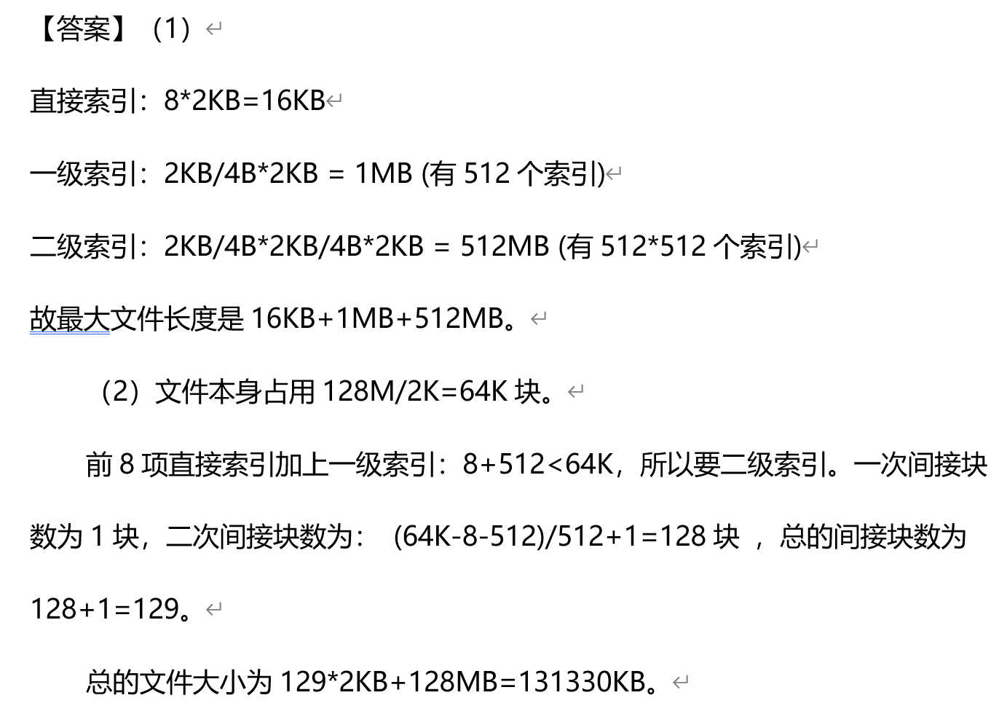 【答案】（1）
直接索引：8*2KB=16KB
一级索引：2KB/4B*2KB = 1MB (有 512 个索引)
二级索引：2KB/4B*2KB/4B*2KB = 512MB (有 512*512 个索引)
故最大文件长度是 16KB+1MB+512MB。
（2）文件本身占用 128M/2K=64K 块。
前 8 项直接索引加上一级索引：8+512<64K，所以要二级索引。一次间接块
数为 1 块，二次间接块数为： (64K-8-512)/512+1=128 块 ，总的间接块数为
128+1=129。
总的文件大小为 129*2KB+128MB=131330KB。